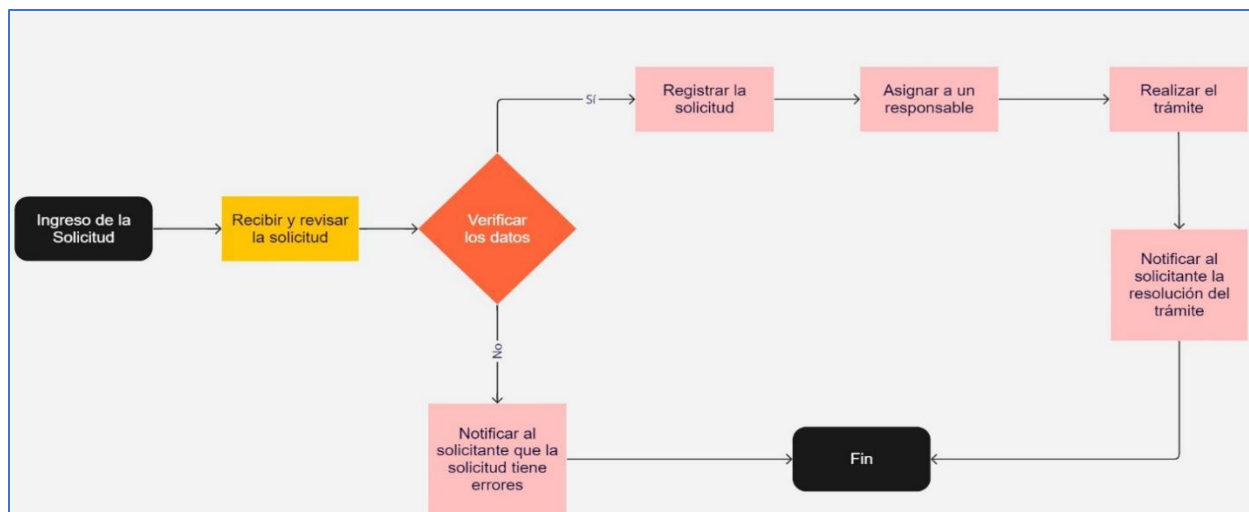 Ingreso de la
Solicitud
Recibir y revisar
la solicitud
Verificar
los datos
Sí
Registrar la
solicitud
Asignar a un
responsable
Realizar el
trámite
Notificar al
solicitante la
resolución del
trámite
No
Notificar al
solicitante que la
solicitud tiene
errores
Fin